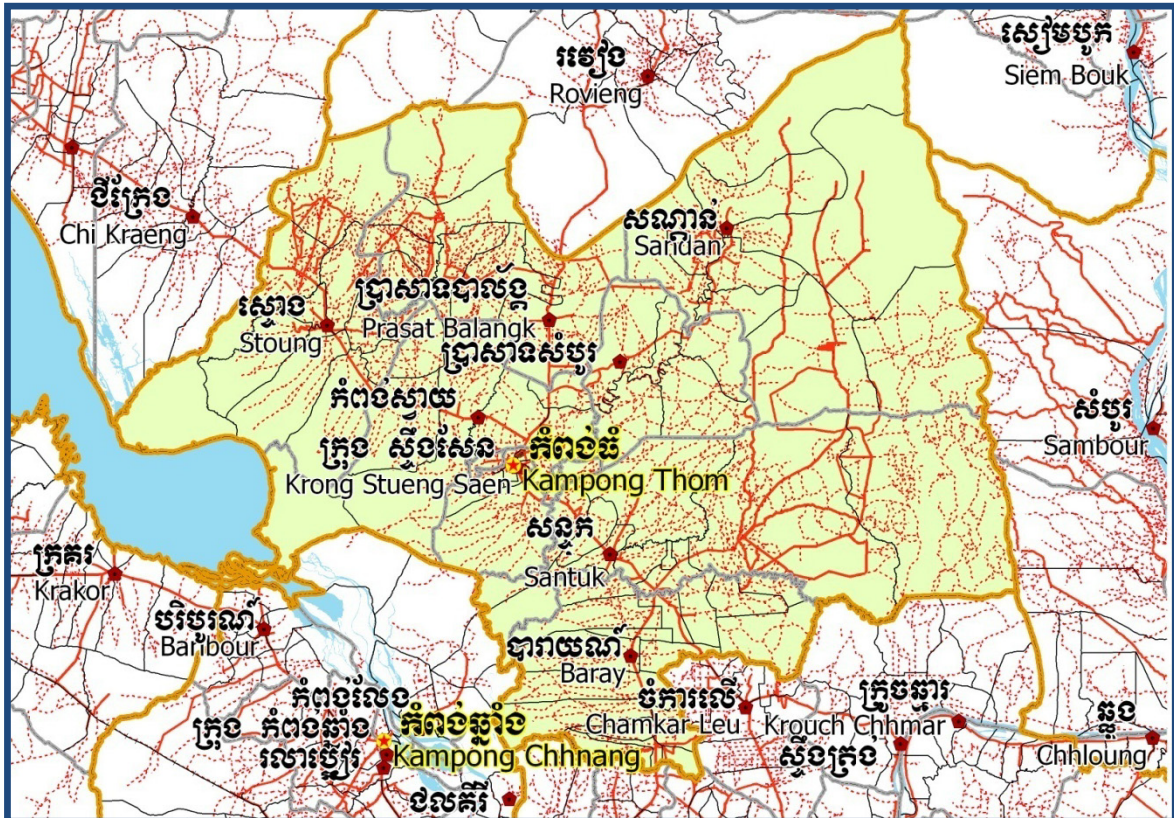 សៀមបូក
Siem Bouk
រវៀង
Rovieng
ជីក្រែង
Chi Kraeng
សណ្តាន់
Sandan
ស្ទោង
Stoung
ប្រាសាទបាល័ង្គ
Prasat Balangk
ប្រាសាទសំបូរ
កំពង់ស្វាយ
សំបូរ
Sambour
ក្រុង ស្ទឹងសែន
Krong Stueng Saen
កំពង់ធំ
Kampong Thom
សន្ទុក
Santuk
ក្រគរ
Krakor
បរិបូរណ៍
Baribour
បារាយណ៍
Baray
កំពង់លែង
ក្រុង កំពង់ឆ្នាំង
រលាប្អៀរ
កំពង់ឆ្នាំង
Kampong Chhnang
ចំការលើ
Chamkar Leu
ក្រូចឆ្មារ
Krouch Chhmar
ស្ទឹងត្រង់
ឆ្លូង
Chhloung
ជលគីរី